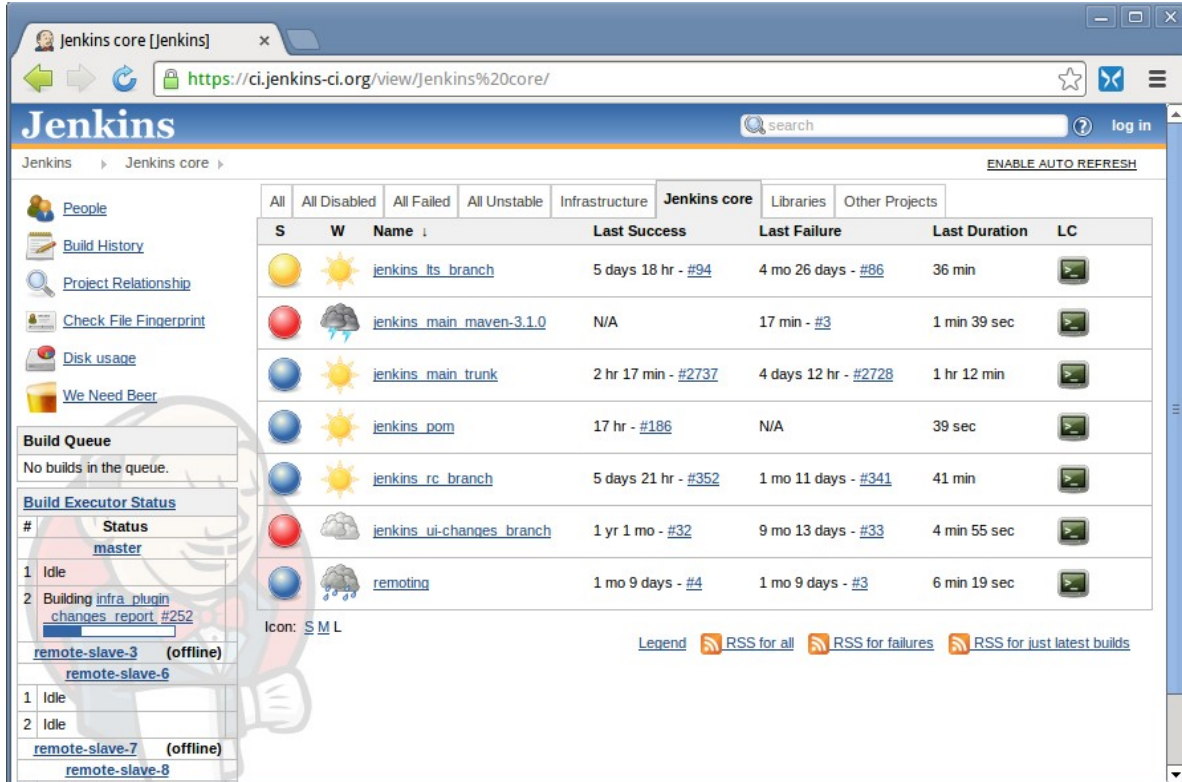 Jenkins core [Jenkins]
https://ci.jenkins-ci.org/view/Jenkins%20core/
Jenkins
search
log in
Jenkins
Jenkins core
ENABLE AUTO REFRESH
People
Build History
Project Relationship
Check File Fingerprint
Disk usage
We Need Beer
Build Queue
No builds in the queue.
Build Executor Status
# Status
master
1 Idle
2 Building infra_plugin
_changes_report #252
remote-slave-3 (offline)
remote-slave-6
1 Idle
2 Idle
remote-slave-7 (offline)
remote-slave-8
All All Disabled All Failed All Unstable Infrastructure Jenkins core Libraries Other Projects
S W Name ↓ Last Success Last Failure Last Duration LC
jenkins_lts_branch 5 days 18 hr - #94 4 mo 26 days - #86 36 min
jenkins_main_maven-3.1.0 N/A 17 min - #3 1 min 39 sec
jenkins_main_trunk 2 hr 17 min - #2737 4 days 12 hr - #2728 1 hr 12 min
jenkins_pom 17 hr - #186 N/A 39 sec
jenkins_rc_branch 5 days 21 hr - #352 1 mo 11 days - #341 41 min
jenkins_ui-changes_branch 1 yr 1 mo - #32 9 mo 13 days - #33 4 min 55 sec
remoting 1 mo 9 days - #4 1 mo 9 days - #3 6 min 19 sec
Icon: S M L
Legend RSS for all RSS for failures RSS for just latest builds